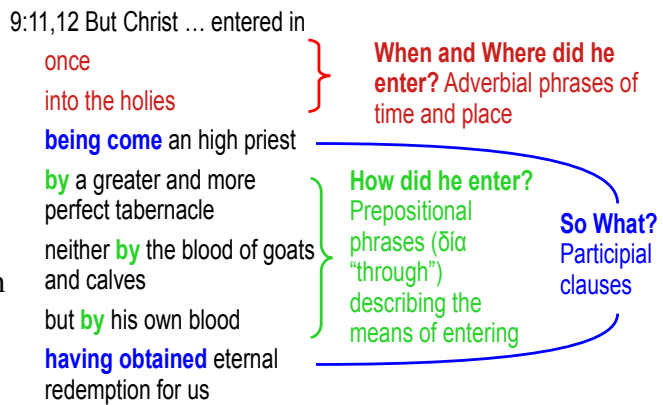 9:11,12 But Christ … entered in
once
into the holies
When and Where did he
enter? Adverbial phrases of
time and place
being come an high priest
by a greater and more
perfect tabernacle
neither by the blood of goats
and calves
but by his own blood
How did he enter?
Prepositional
phrases (δία
“through”)
describing the
means of entering
So What?
Participial
clauses
having obtained eternal
redemption for us